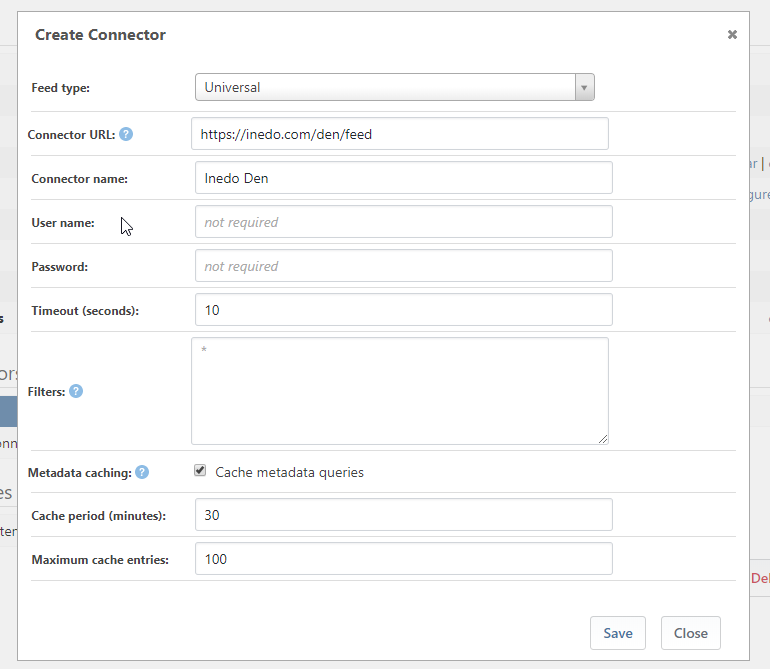 Create Connector
Feed type: Universal
Connector URL: ? https://inedo.com/den/feed
Connector name: Inedo Den
User name: not required
Password: not required
Timeout (seconds): 10
Filters: ? *
Metadata caching: ? Cache metadata queries
Cache period (minutes): 30
Maximum cache entries: 100
Save Close